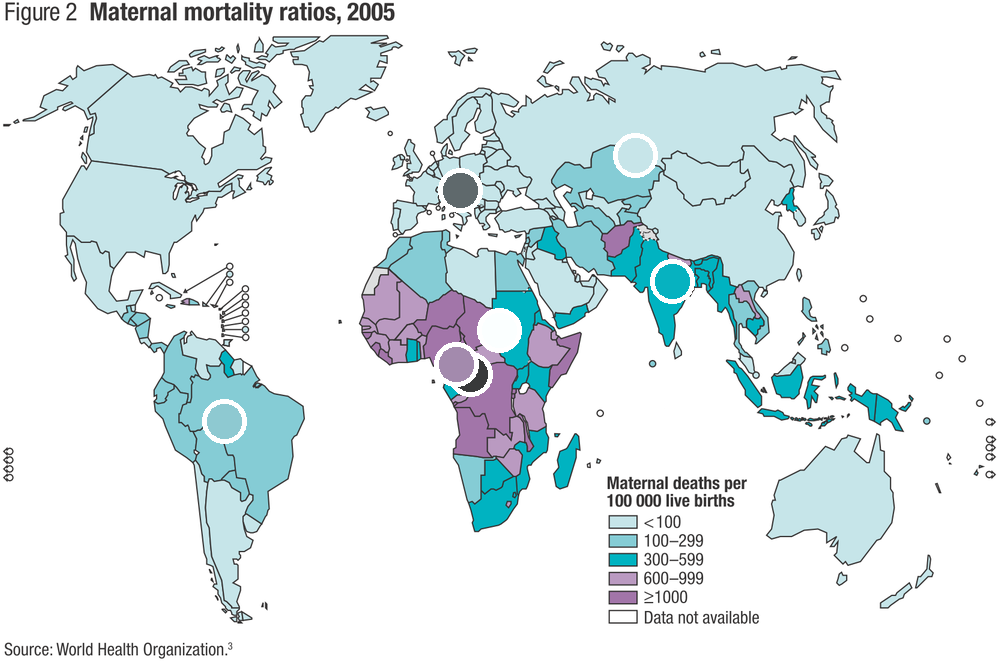 Figure 2 Maternal mortality ratios, 2005
Maternal deaths per
100 000 live births
<100
100–299
300–599
600–999
≥1000
Data not available
Source: World Health Organization.³